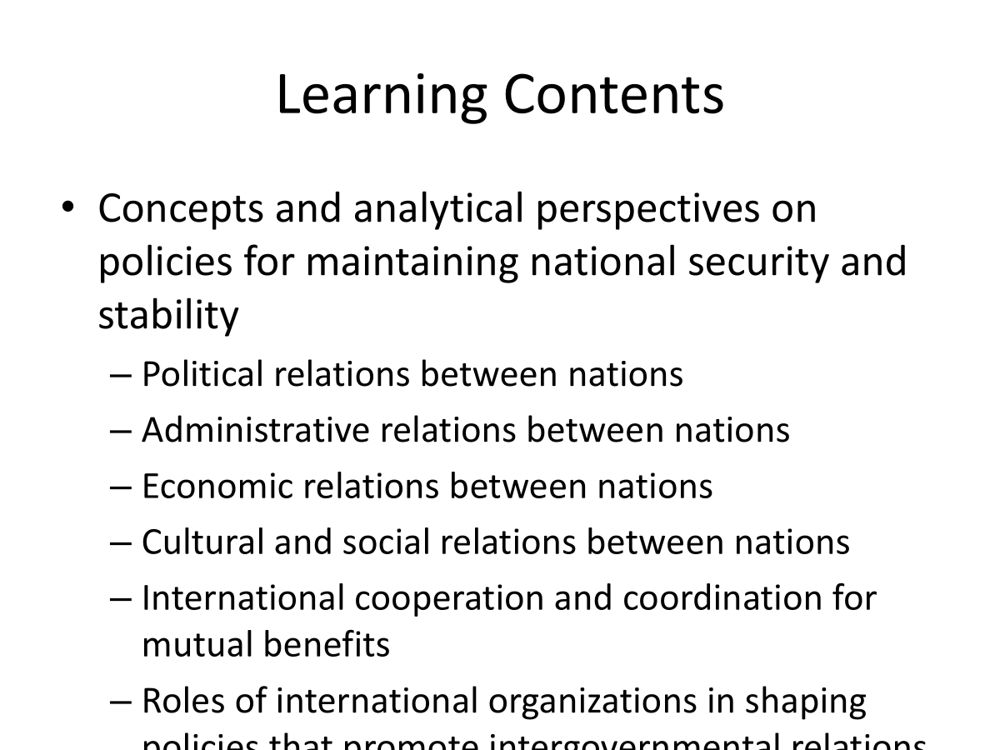 Learning Contents
• Concepts and analytical perspectives on
policies for maintaining national security and
stability
– Political relations between nations
– Administrative relations between nations
– Economic relations between nations
– Cultural and social relations between nations
– International cooperation and coordination for
mutual benefits
– Roles of international organizations in shaping
policies that promote intergovernmental relations